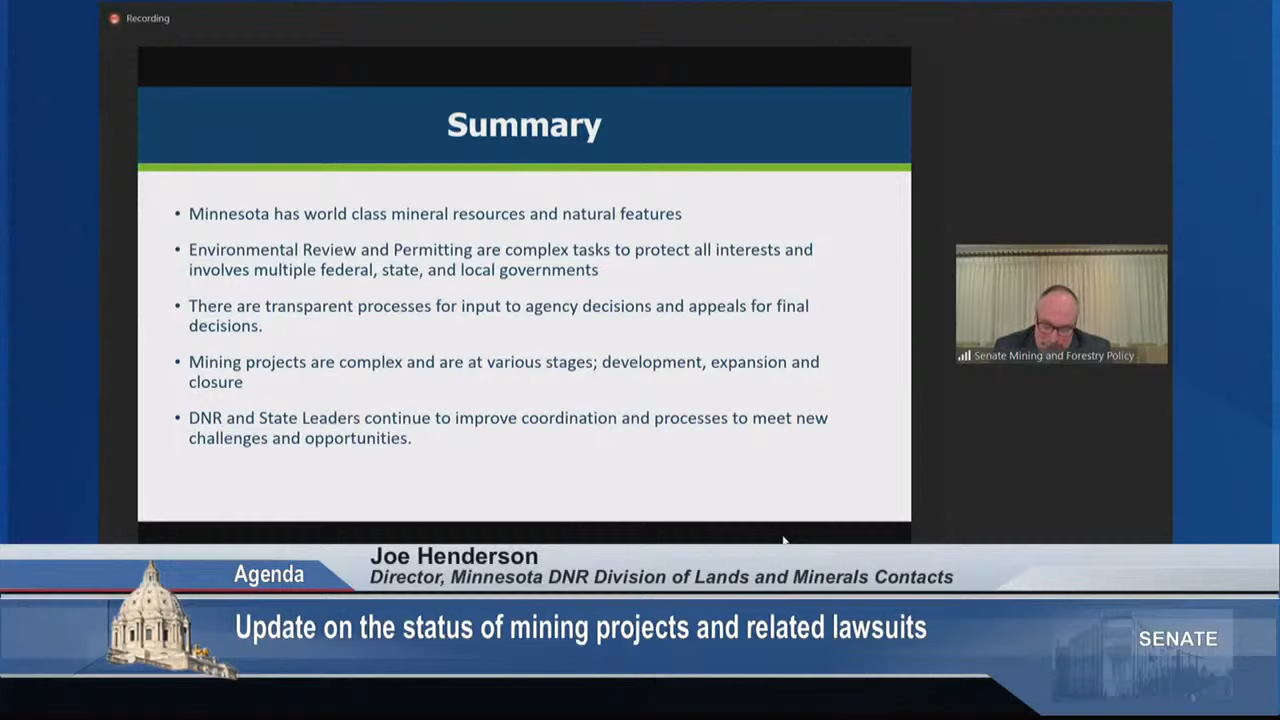 Recording
Summary
• Minnesota has world class mineral resources and natural features
• Environmental Review and Permitting are complex tasks to protect all interests and
involves multiple federal, state, and local governments
• There are transparent processes for input to agency decisions and appeals for final
decisions.
• Mining projects are complex and are at various stages; development, expansion and
closure
• DNR and State Leaders continue to improve coordination and processes to meet new
challenges and opportunities.
Senate Mining and Forestry Policy
Joe Henderson
Agenda
Director, Minnesota DNR Division of Lands and Minerals Contacts
Update on the status of mining projects and related lawsuits
SENATE